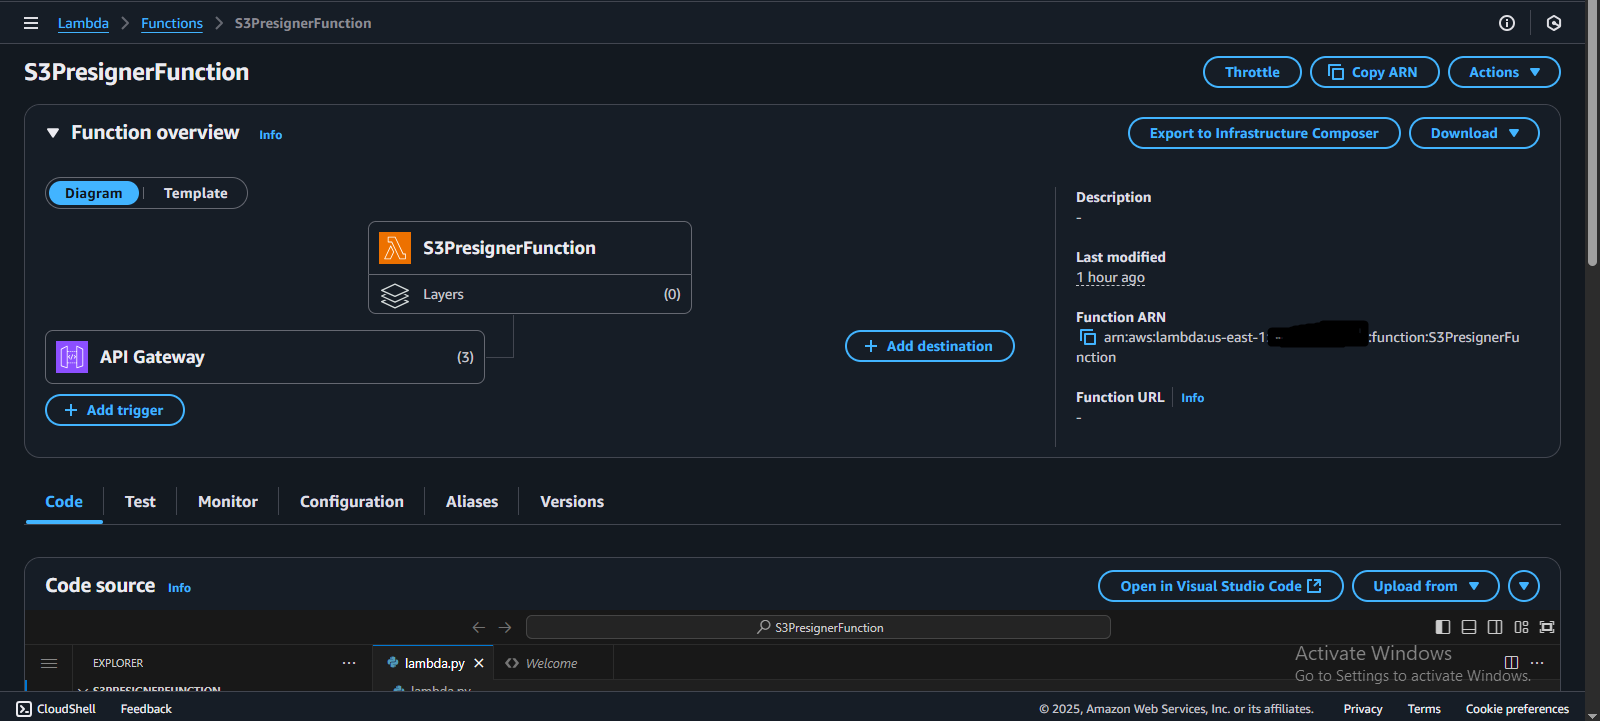 Lambda > Functions > S3PresignerFunction
S3PresignerFunction
Throttle
Copy ARN
Actions
Function overview Info
Export to Infrastructure Composer
Download
Diagram
Template
S3PresignerFunction
Layers (0)
API Gateway (3)
+ Add trigger
+ Add destination
Description
-
Last modified
1 hour ago
Function ARN
arn:aws:lambda:us-east-1: :function:S3PresignerFu
nction
Function URL Info
-
Code
Test
Monitor
Configuration
Aliases
Versions
Code source Info
Open in Visual Studio Code
Upload from
S3PresignerFunction
EXPLORER
...
lambda.py
Welcome
...
S3PRESIGNERFUNCTION
lambda.py
Activate Windows
Go to Settings to activate Windows.
CloudShell
Feedback
© 2025, Amazon Web Services, Inc. or its affiliates.
Privacy
Terms
Cookie preferences